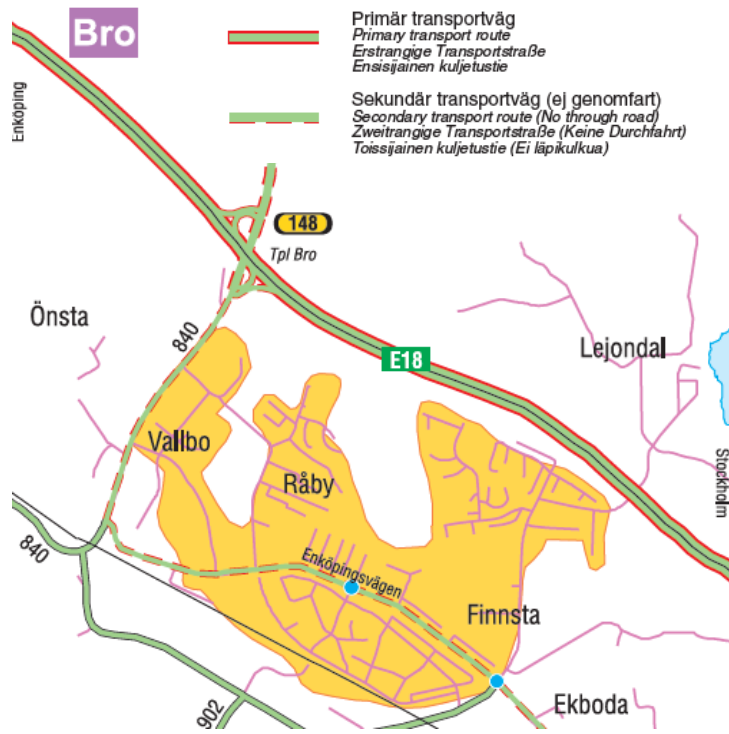 Bro
Primär transportväg
Primary transport route
Erstrangige Transportstraße
Ensisijainen kuljetustie
Sekundär transportväg (ej genomfart)
Secondary transport route (No through road)
Zweitrangige Transportstraße (Keine Durchfahrt)
Toissijainen kuljetustie (Ei läpikulkua)
Enköping
148
Tpl Bro
Önsta
840
E18
Lejondal
Vallbo
Råby
Stockholm
840
Enköpingsvägen
Finnsta
Ekboda
902